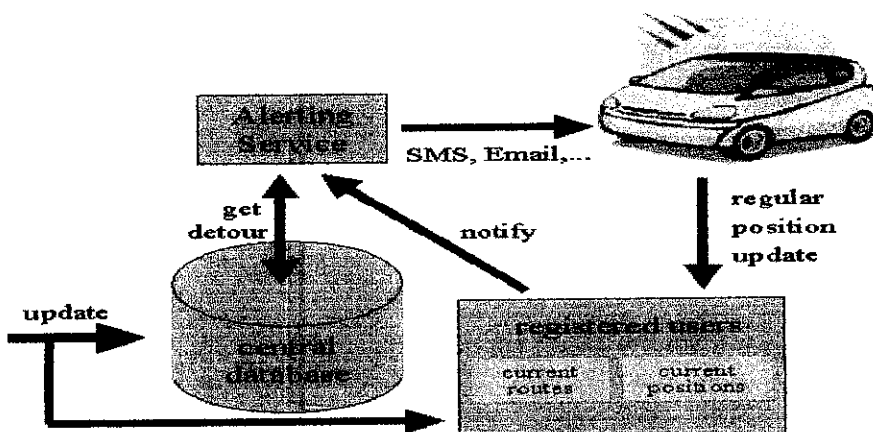 Alerting
Service
SMS, Email,...
get
detour
notify
regular
position
update
update
central
database
registered users
current
routes
current
positions